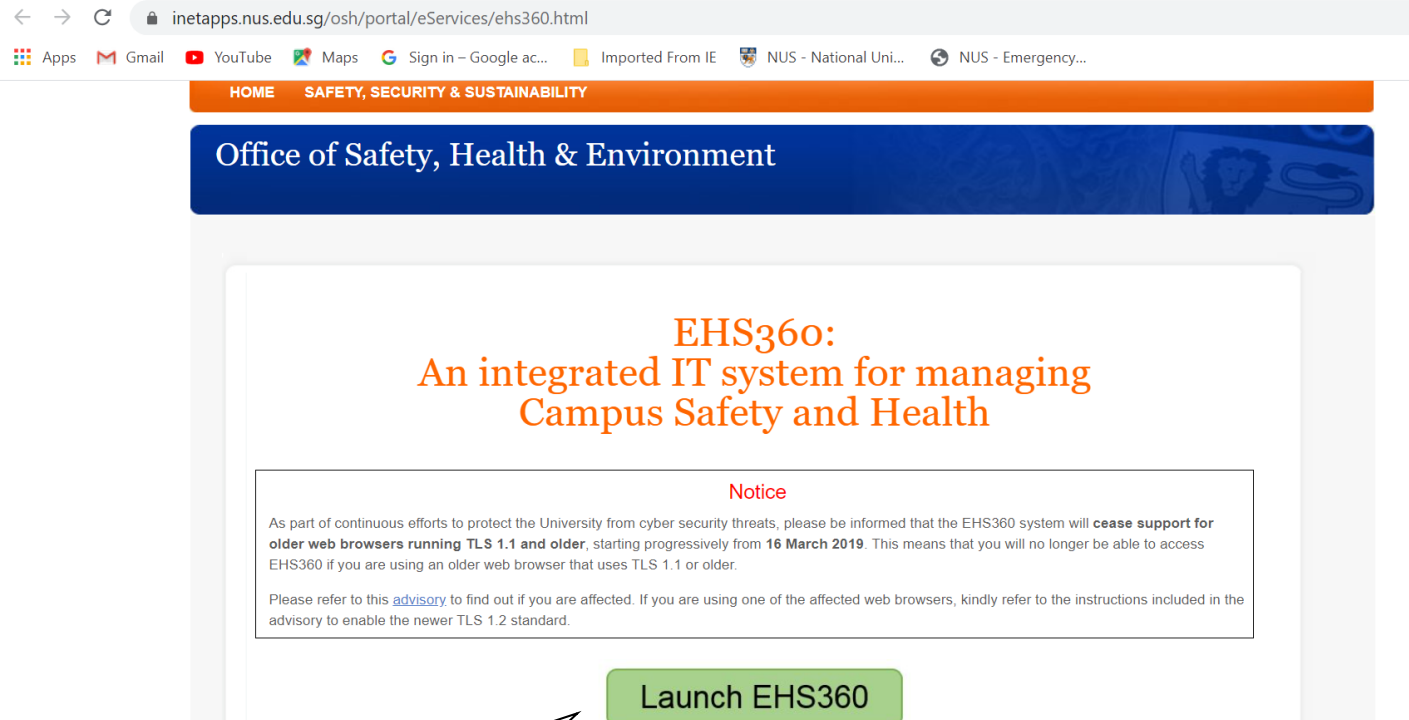 inetapps.nus.edu.sg/osh/portal/eServices/ehs360.html
Apps Gmail YouTube Maps Sign in – Google ac... Imported From IE NUS - National Uni... NUS - Emergency...
HOME SAFETY, SECURITY & SUSTAINABILITY
Office of Safety, Health & Environment
EHS360:
An integrated IT system for managing
Campus Safety and Health
Notice
As part of continuous efforts to protect the University from cyber security threats, please be informed that the EHS360 system will cease support for
older web browsers running TLS 1.1 and older, starting progressively from 16 March 2019. This means that you will no longer be able to access
EHS360 if you are using an older web browser that uses TLS 1.1 or older.
Please refer to this advisory to find out if you are affected. If you are using one of the affected web browsers, kindly refer to the instructions included in the
advisory to enable the newer TLS 1.2 standard.
Launch EHS360